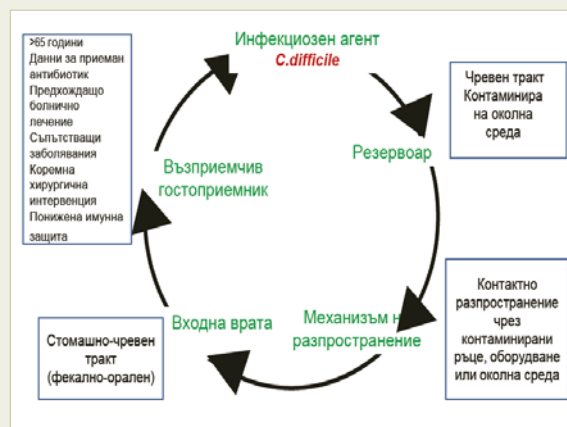 Инфекциозен агент
C.difficile
Чревен тракт
Контаминира
на околна
среда
Резервоар
Контактно
разпространение
чрез
контаминирани
ръце, оборудване
или околна среда
Механизъм н
разпространение
Входна врата
Стомашно-чревен
тракт
(фекално-орален)
Възприемчив
гостоприемник
>65 години
Данни за приеман
антибиотик
Предхождащо
болнично
лечение
Съпътстващи
заболявания
Коремна
хирургична
интервенция
Понижена имунна
защита